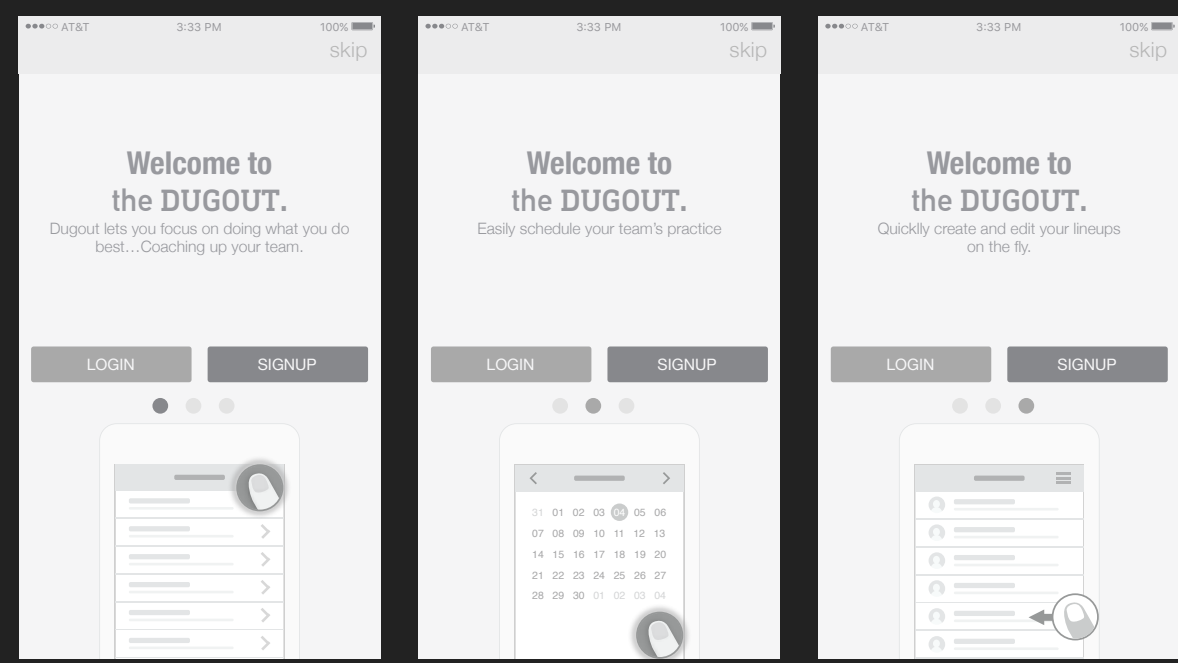 AT&T 3:33 PM 100%
skip
Welcome to
the DUGOUT.
Dugout lets you focus on doing what you do
best...Coaching up your team.
LOGIN SIGNUP
AT&T 3:33 PM 100%
skip
Welcome to
the DUGOUT.
Easily schedule your team's practice
LOGIN SIGNUP
31 01 02 03 04 05 06
07 08 09 10 11 12 13
14 15 16 17 18 19 20
21 22 23 24 25 26 27
28 29 30 01 02 03 04
AT&T 3:33 PM 100%
skip
Welcome to
the DUGOUT.
Quicklly create and edit your lineups
on the fly.
LOGIN SIGNUP